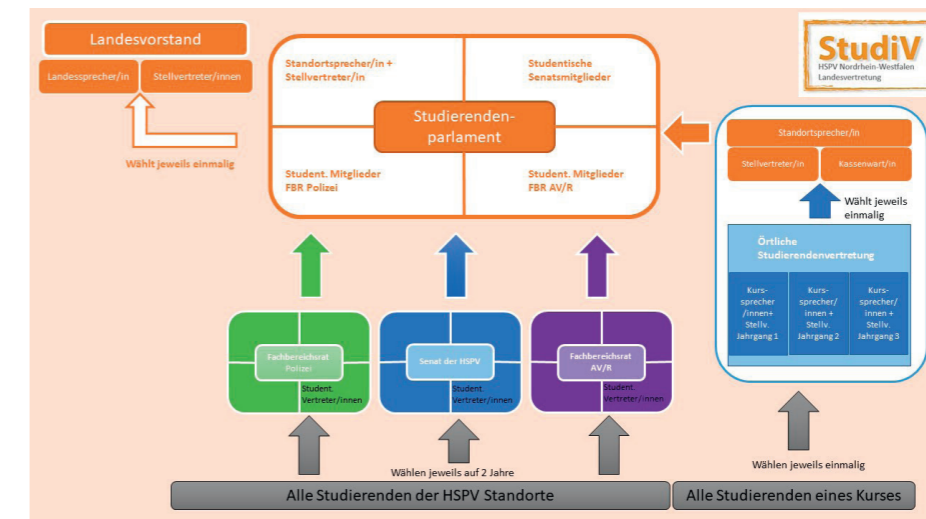 Landesvorstand
Landessprecher/in
Stellvertreter/innen
Wählt jeweils einmalig
Standortsprecher/in +
Stellvertreter/in
Studentische
Senatsmitglieder
Studierenden-
parlament
Student. Mitglieder
FBR Polizei
Student. Mitglieder
FBR AV/R
StudiV
HSPV Nordrhein-Westfalen
Landesvertretung
Standortsprecher/in
Stellvertreter/in
Kassenwart/in
Wählt jeweils
einmalig
Örtliche
Studierendenvertretung
Kurs-
sprecher
/innen+
Stellv.
Jahrgang 1
Kurs-
sprecher/
innen +
Stellv.
Jahrgang 2
Kurs-
sprecher/
innen +
Stellv.
Jahrgang 3
Fachbereichsrat
Polizei
Student.
Vertreter/innen
Senat der HSPV
Student.
Vertreter/innen
Fachbereichsrat
AV/R
Student.
Vertreter/innen
Wählen jeweils auf 2 Jahre
Wählen jeweils einmalig
Alle Studierenden der HSPV Standorte
Alle Studierenden eines Kurses